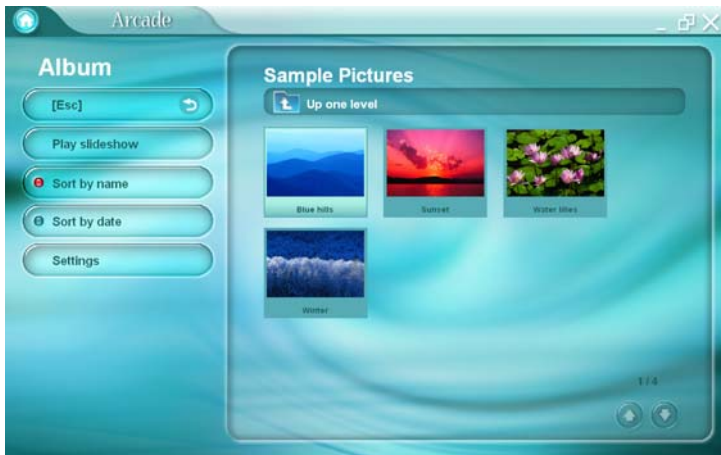 Arcade
Album
[Esc]
Play slideshow
Sort by name
Sort by date
Settings
Sample Pictures
Up one level
Blue hills
Sunset
Water lilies
Winter
1 / 4